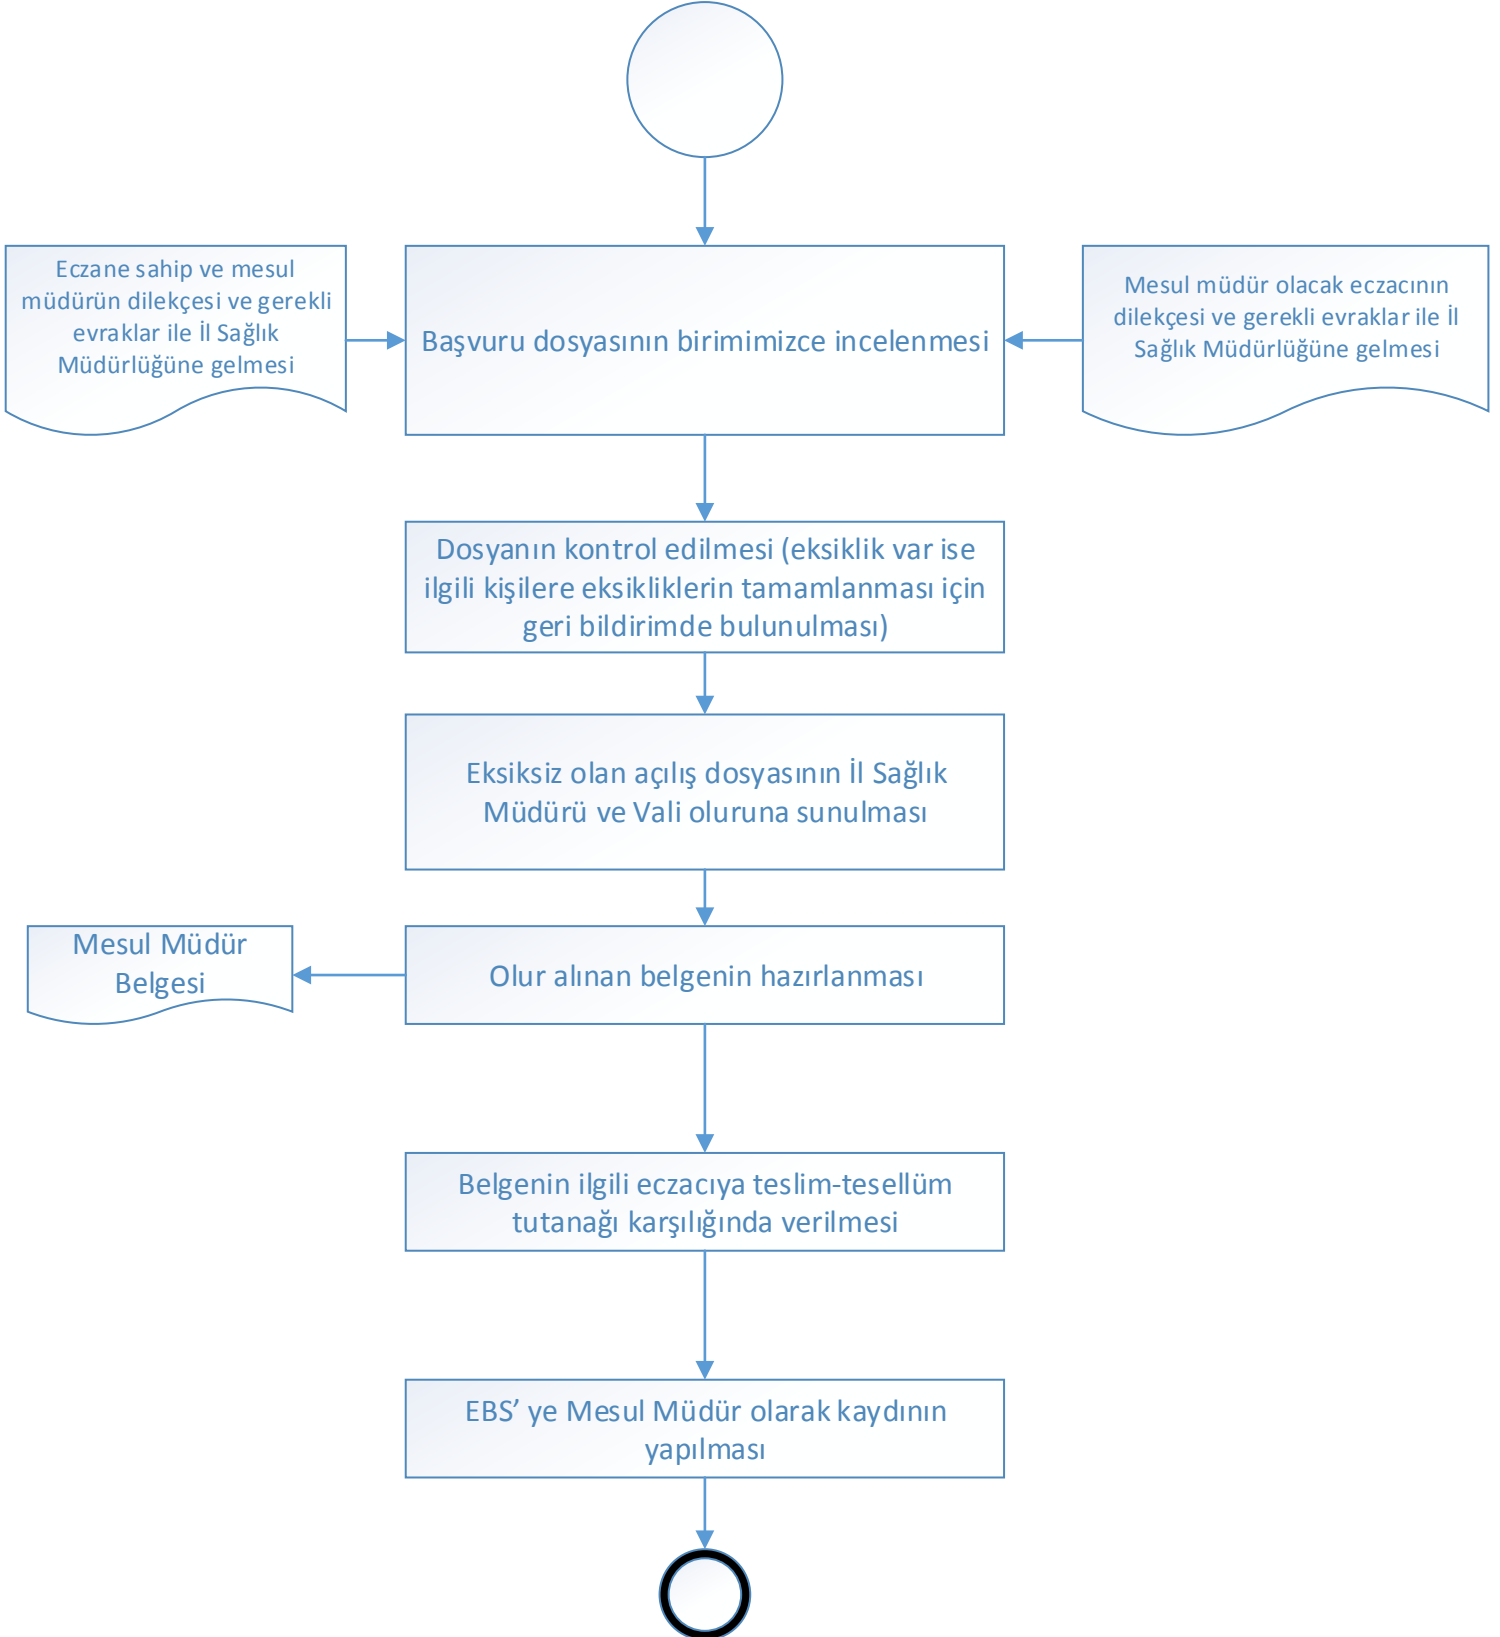 Eczane sahip ve mesul
müdürün dilekçesi ve gerekli
evraklar ile İl Sağlık
Müdürlüğüne gelmesi
Başvuru dosyasının birimimizce incelenmesi
Mesul müdür olacak eczacının
dilekçesi ve gerekli evraklar ile İl
Sağlık Müdürlüğüne gelmesi
Dosyanın kontrol edilmesi (eksiklik var ise
ilgili kişilere eksikliklerin tamamlanması için
geri bildirimde bulunulması)
Eksiksiz olan açılış dosyasının İl Sağlık
Müdürü ve Vali oluruna sunulması
Mesul Müdür
Belgesi
Olur alınan belgenin hazırlanması
Belgenin ilgili eczacıya teslim-tesellüm
tutanağı karşılığında verilmesi
EBS’ ye Mesul Müdür olarak kaydının
yapılması